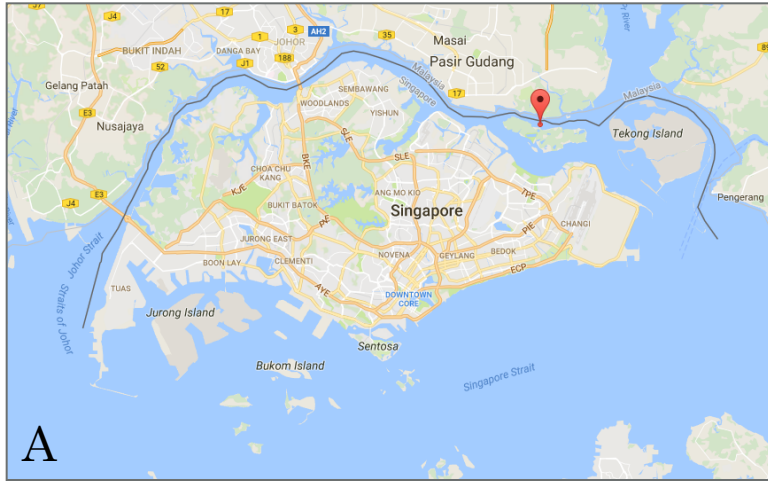 17
J7
J4
3
JOHOR
AH2
35
Masai
Pasir Gudang
BUKIT INDAH
DANGA BAY
1
J1
188
52
Gelang Patah
E3
Nusajaya
Malaysia
Singapore
17
Malaysia
SEMBAWANG
WOODLANDS
YISHUN
Tekong Island
SLE
BKE
SLE
CHOA CHU
KANG
KJE
ANG MO KIO
TPE
Pengerang
J4
E3
BUKIT BATOK
Singapore
PIE
CHANGI
PIE
JURONG EAST
NOVENA
GEYLANG
BEDOK
BOON LAY
CLEMENTI
ECP
Johor Strait
Straits of Johor
TUAS
AYE
DOWNTOWN
CORE
Jurong Island
Sentosa
Bukom Island
Singapore Strait
A